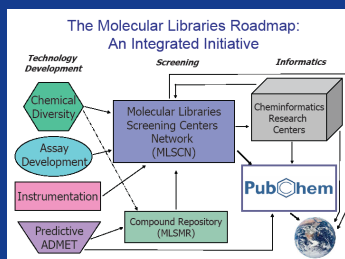 The Molecular Libraries Roadmap:
An Integrated Initiative
Technology
Development
Screening
Informatics
Chemical
Diversity
Molecular Libraries
Screening Centers
Network
(MLSCN)
Cheminformatics
Research
Centers
Assay
Development
PubChem
Instrumentation
Predictive
ADMET
Compound Repository
(MLSMR)